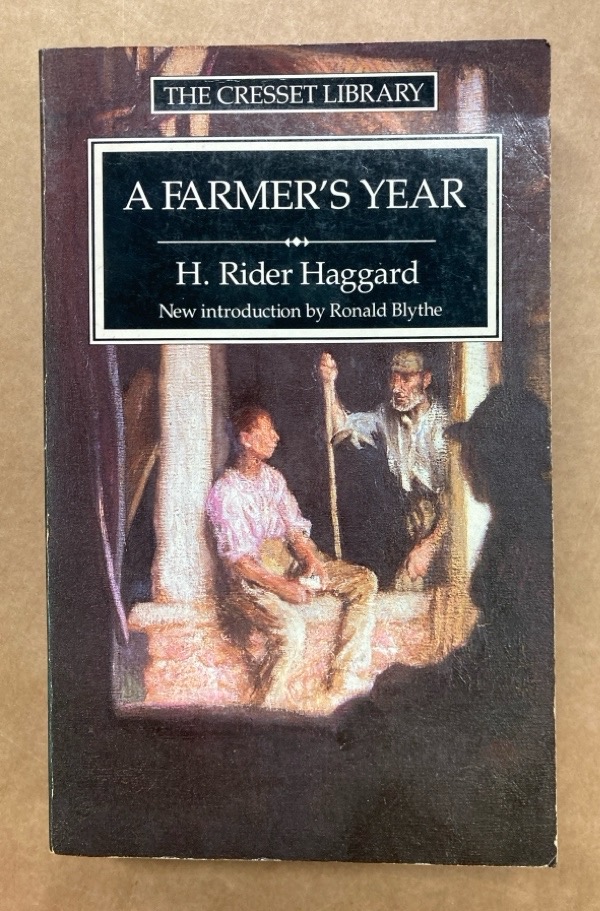 THE CRESSET LIBRARY
A FARMER'S YEAR
H. Rider Haggard
New introduction by Ronald Blythe